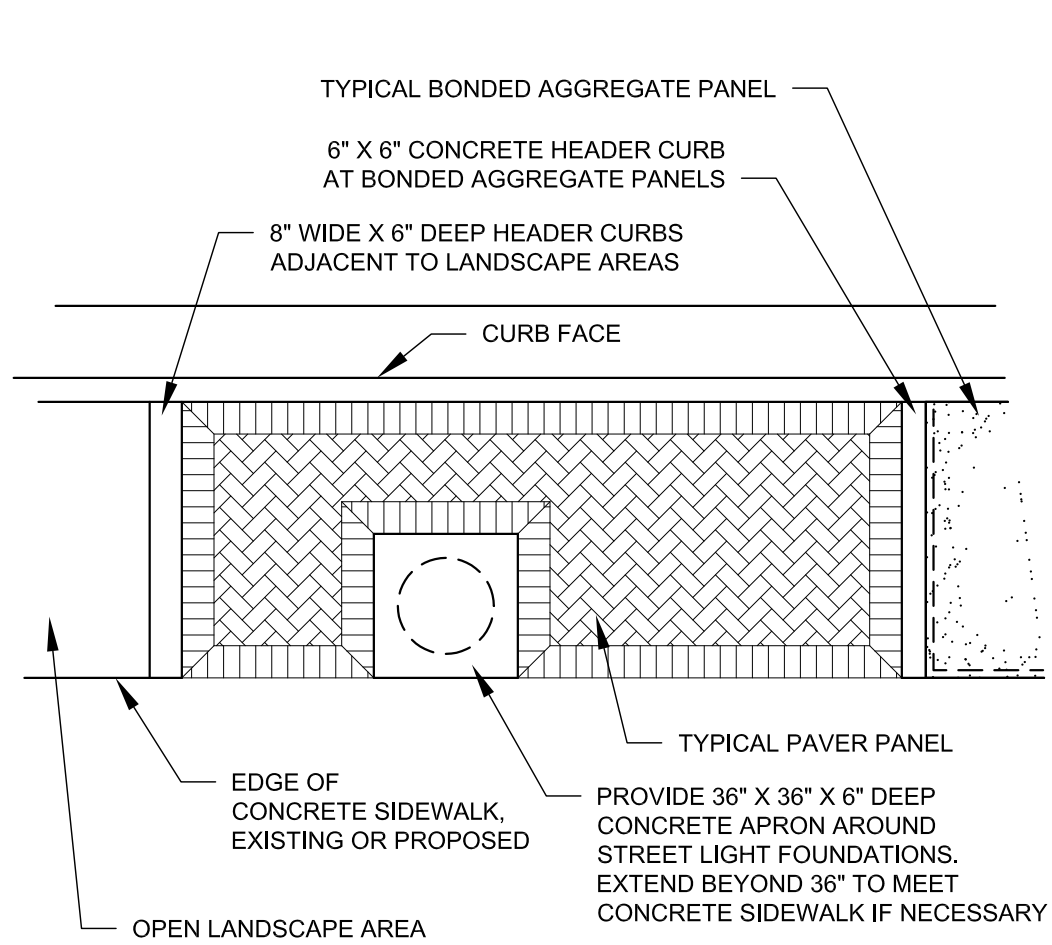 TYPICAL BONDED AGGREGATE PANEL
6" X 6" CONCRETE HEADER CURB
AT BONDED AGGREGATE PANELS
8" WIDE X 6" DEEP HEADER CURBS
ADJACENT TO LANDSCAPE AREAS
CURB FACE
TYPICAL PAVER PANEL
EDGE OF
CONCRETE SIDEWALK,
EXISTING OR PROPOSED
PROVIDE 36" X 36" X 6" DEEP
CONCRETE APRON AROUND
STREET LIGHT FOUNDATIONS.
EXTEND BEYOND 36" TO MEET
CONCRETE SIDEWALK IF NECESSARY
OPEN LANDSCAPE AREA